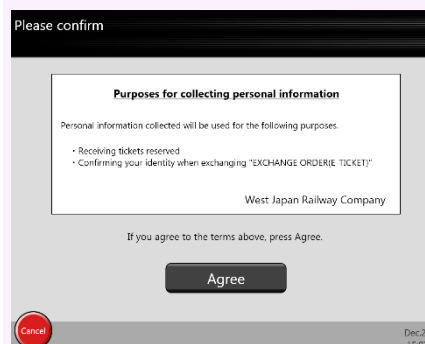 Please confirm
Purposes for collecting personal information
Personal information collected will be used for the following purposes.
・Receiving tickets reserved
・Confirming your identity when exchanging "EXCHANGE ORDER(E TICKET)"
West Japan Railway Company
If you agree to the terms above, press Agree.
Agree
Cancel
Dec.2